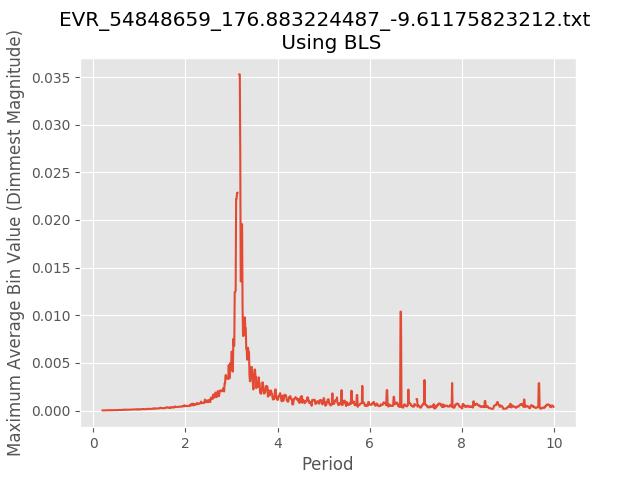 EVR_54848659_176.883224487_-9.61175823212.txt
Using BLS
Maximum Average Bin Value (Dimmest Magnitude)
0.035
0.030
0.025
0.020
0.015
0.010
0.005
0.000
0 2 4 6 8 10
Period